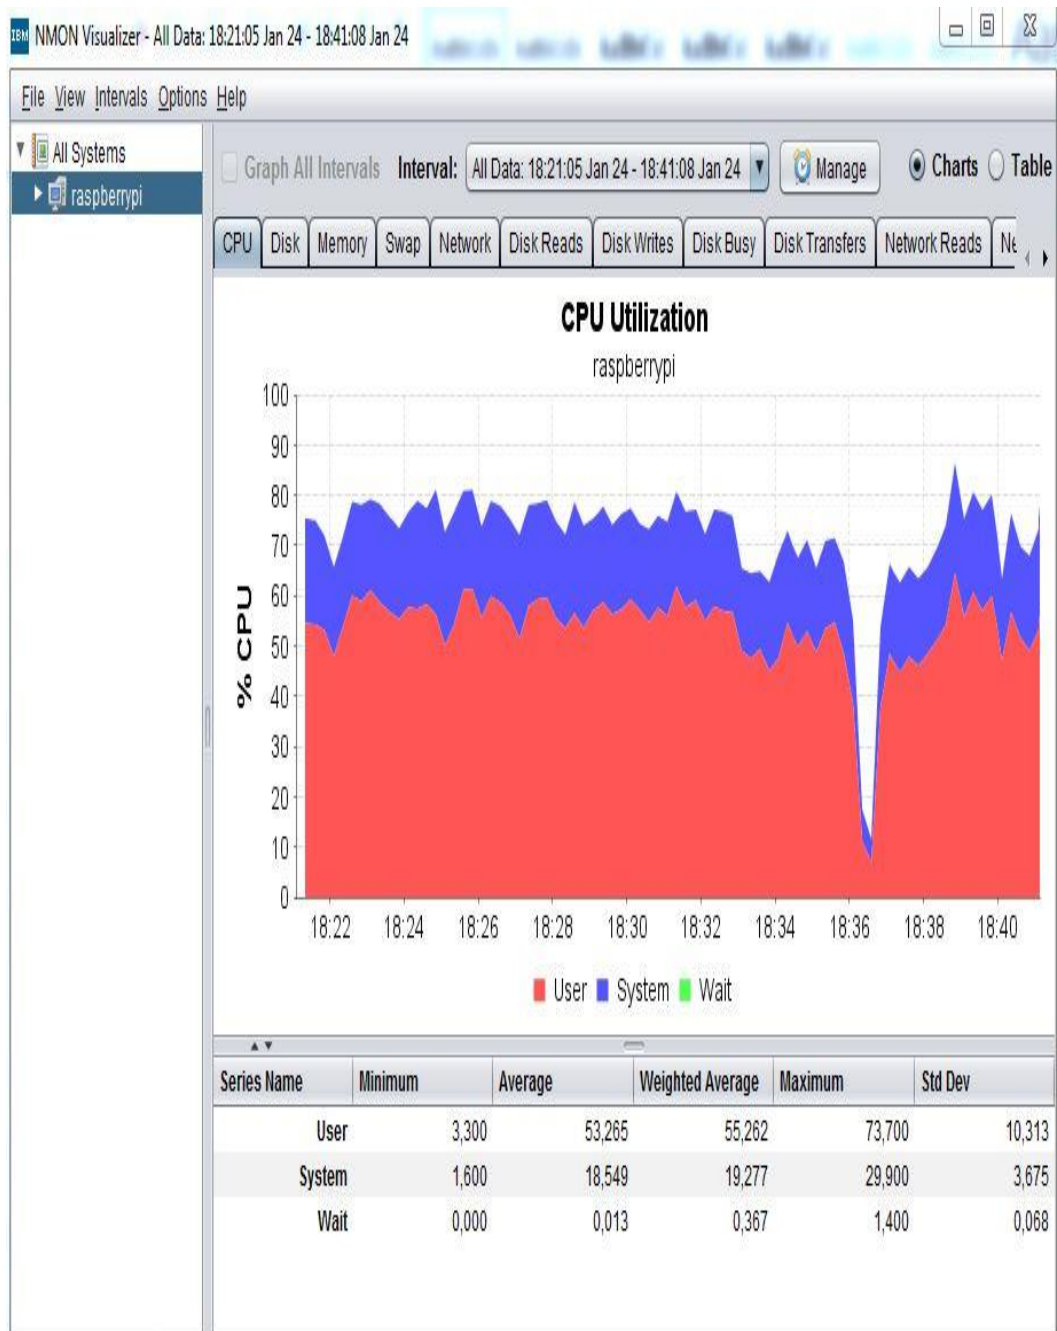 IBM NMON Visualizer - All Data: 18:21:05 Jan 24 - 18:41:08 Jan 24
File View Intervals Options Help
All Systems
raspberrypi
Graph All Intervals Interval: All Data: 18:21:05 Jan 24 - 18:41:08 Jan 24 Manage Charts Table
CPU Disk Memory Swap Network Disk Reads Disk Writes Disk Busy Disk Transfers Network Reads Ne
CPU Utilization
raspberrypi
% CPU
100
90
80
70
60
50
40
30
20
10
0
18:22 18:24 18:26 18:28 18:30 18:32 18:34 18:36 18:38 18:40
User System Wait
Series Name Minimum Average Weighted Average Maximum Std Dev
User 3,300 53,265 55,262 73,700 10,313
System 1,600 18,549 19,277 29,900 3,675
Wait 0,000 0,013 0,367 1,400 0,068